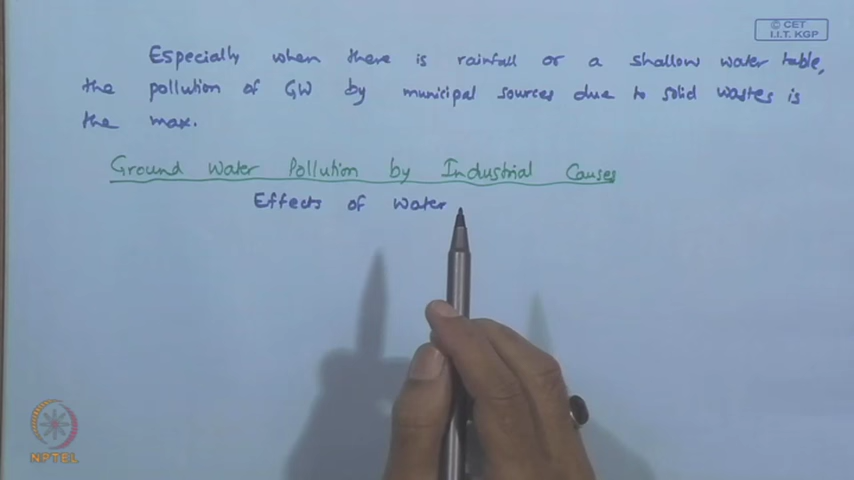 © CET
I.I.T. KGP
Especially when there is rainfall or a shallow water table,
the pollution of GW by municipal sources due to solid wastes is
the max.
Ground Water Pollution by Industrial Causes
Effects of Water
NPTEL